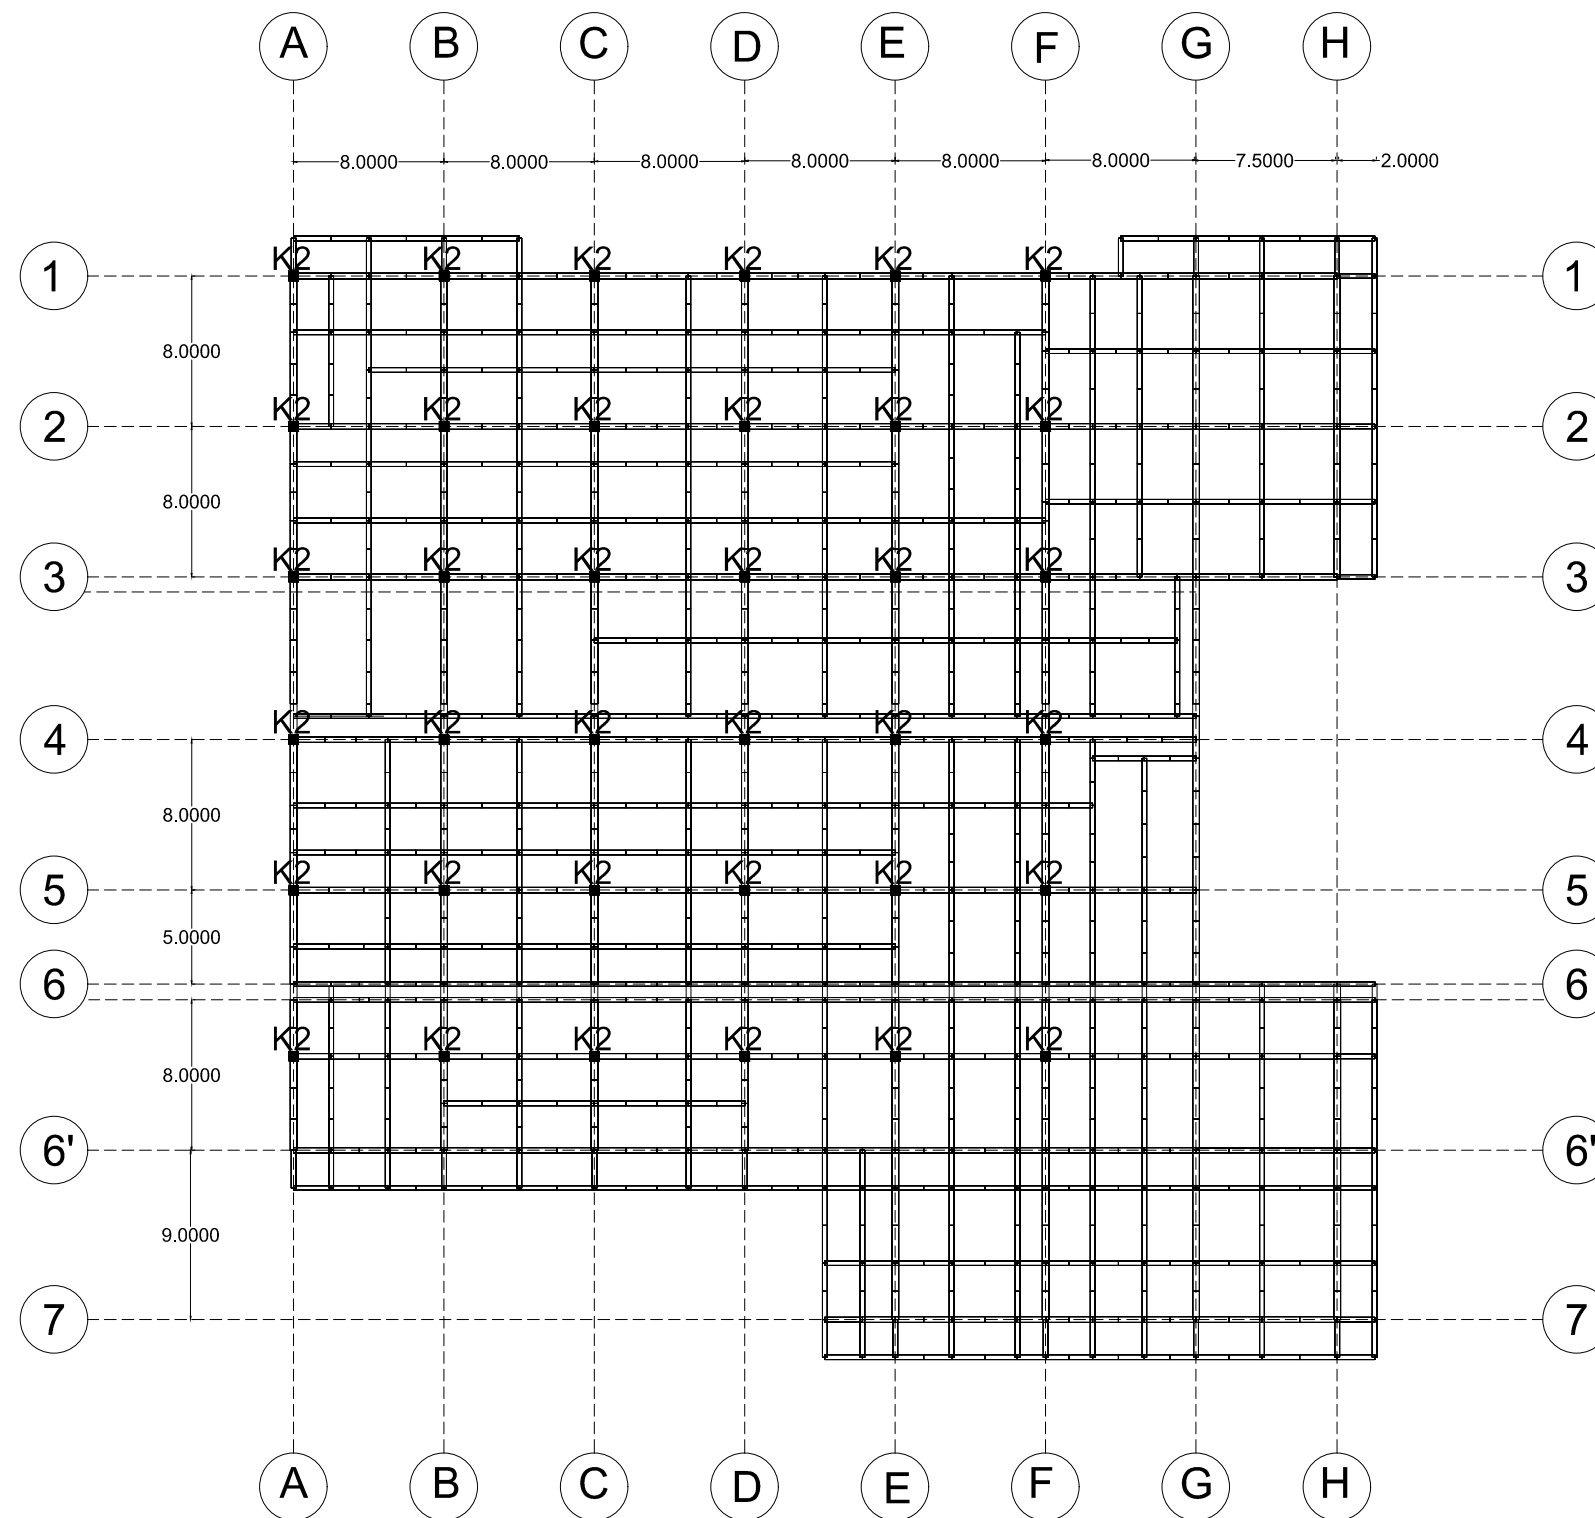 A B C D E F G H
8.0000 8.0000 8.0000 8.0000 8.0000 8.0000 7.5000 2.0000
1 K2 K2 K2 K2 K2 K2 1
8.0000
2 K2 K2 K2 K2 K2 K2 2
8.0000
3 K2 K2 K2 K2 K2 K2 3
4 K2 K2 K2 K2 K2 K2 4
8.0000
5 K2 K2 K2 K2 K2 K2 5
5.0000
6 6
K2 K2 K2 K2 K2 K2
8.0000
6' 6'
9.0000
7 7
A B C D E F G H